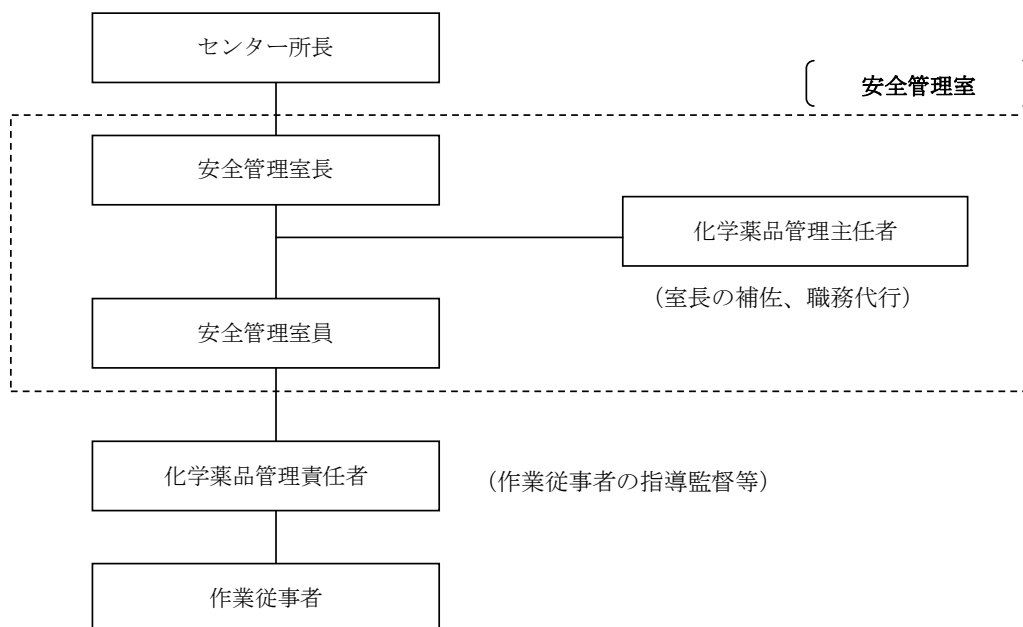 センター所長
安全管理室
安全管理室長
化学薬品管理主任者
（室長の補佐、職務代行）
安全管理室員
化学薬品管理責任者
（作業従事者の指導監督等）
作業従事者